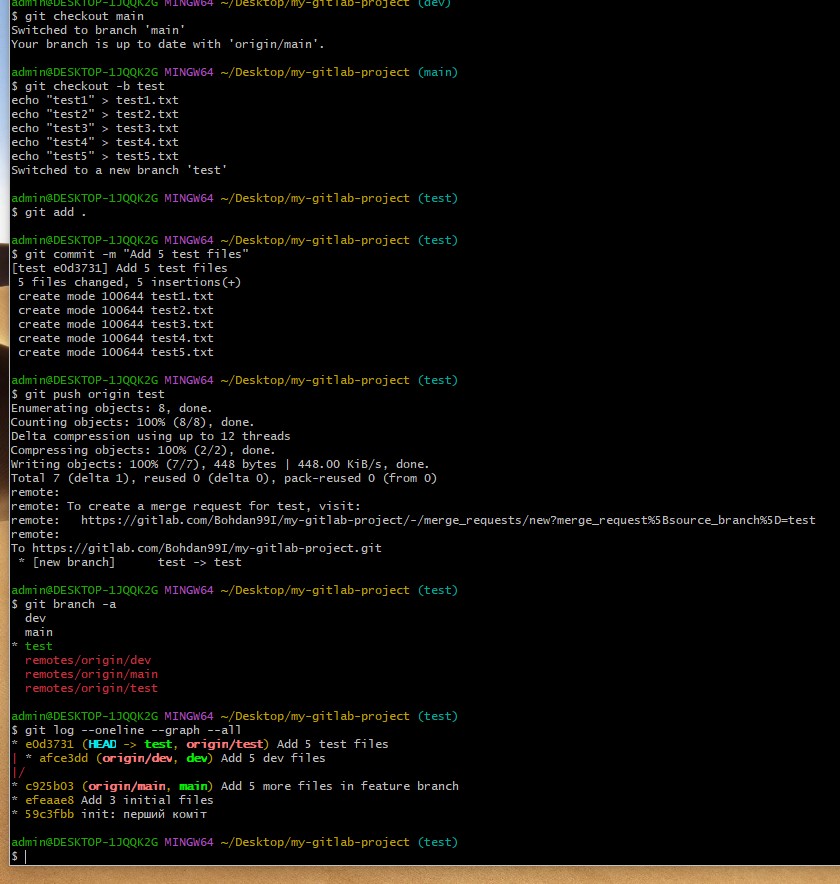 admin@DESKTOP-1JQQK2G MINGW64 ~/Desktop/my-gitlab-project (dev)
$ git checkout main
Switched to branch 'main'
Your branch is up to date with 'origin/main'.
admin@DESKTOP-1JQQK2G MINGW64 ~/Desktop/my-gitlab-project (main)
$ git checkout -b test
echo "test1" > test1.txt
echo "test2" > test2.txt
echo "test3" > test3.txt
echo "test4" > test4.txt
echo "test5" > test5.txt
Switched to a new branch 'test'
admin@DESKTOP-1JQQK2G MINGW64 ~/Desktop/my-gitlab-project (test)
$ git add .
admin@DESKTOP-1JQQK2G MINGW64 ~/Desktop/my-gitlab-project (test)
$ git commit -m "Add 5 test files"
[test e0d3731] Add 5 test files
 5 files changed, 5 insertions(+)
 create mode 100644 test1.txt
 create mode 100644 test2.txt
 create mode 100644 test3.txt
 create mode 100644 test4.txt
 create mode 100644 test5.txt
admin@DESKTOP-1JQQK2G MINGW64 ~/Desktop/my-gitlab-project (test)
$ git push origin test
Enumerating objects: 8, done.
Counting objects: 100% (8/8), done.
Delta compression using up to 12 threads
Compressing objects: 100% (2/2), done.
Writing objects: 100% (7/7), 448 bytes | 448.00 KiB/s, done.
Total 7 (delta 1), reused 0 (delta 0), pack-reused 0 (from 0)
remote:
remote: To create a merge request for test, visit:
remote:   https://gitlab.com/Bohdan99I/my-gitlab-project/-/merge_requests/new?merge_request%5Bsource_branch%5D=test
remote:
To https://gitlab.com/Bohdan99I/my-gitlab-project.git
 * [new branch]      test -> test
admin@DESKTOP-1JQQK2G MINGW64 ~/Desktop/my-gitlab-project (test)
$ git branch -a
  dev
  main
* test
  remotes/origin/dev
  remotes/origin/main
  remotes/origin/test
admin@DESKTOP-1JQQK2G MINGW64 ~/Desktop/my-gitlab-project (test)
$ git log --oneline --graph --all
* e0d3731 (HEAD -> test, origin/test) Add 5 test files
| * afce3dd (origin/dev, dev) Add 5 dev files
|/
* c925b03 (origin/main, main) Add 5 more files in feature branch
* efeaae8 Add 3 initial files
* 59c3fbb init: перший коміт
admin@DESKTOP-1JQQK2G MINGW64 ~/Desktop/my-gitlab-project (test)
$